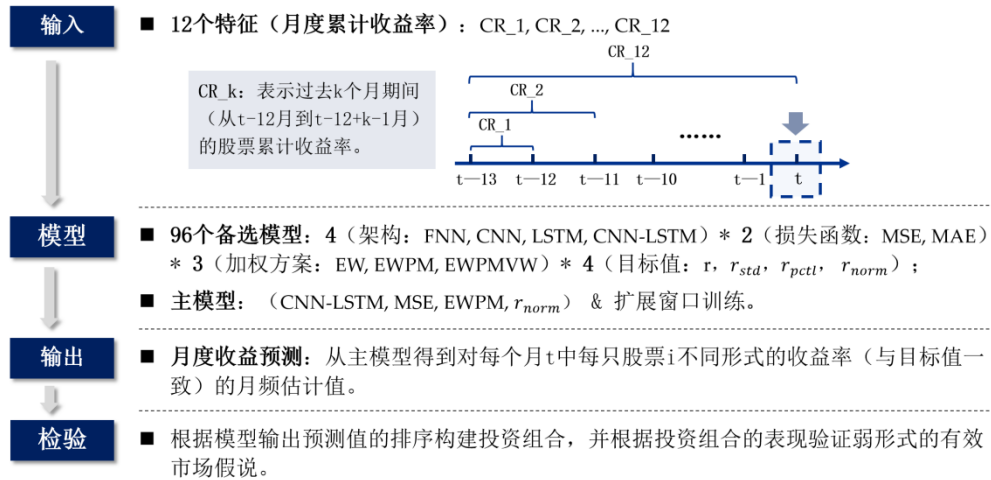 输入
■ 12个特征（月度累计收益率）：CR_1, CR_2, ..., CR_12
CR_12
CR_k：表示过去k个月期间
（从t-12月到t-12+k-1月）
的股票累计收益率。
CR_2
CR_1
......
t—13 t—12 t—11 t—10 t—1 t
模型
■ 96个备选模型：4（架构：FNN, CNN, LSTM, CNN-LSTM）* 2（损失函数：MSE, MAE）
* 3（加权方案：EW, EWPM, EWPMVW）* 4（目标值：r, r_std, r_pctl, r_norm）；
■ 主模型：（CNN-LSTM, MSE, EWPM, r_norm） & 扩展窗口训练。
输出
■ 月度收益预测：从主模型得到对每个月t中每只股票i不同形式的收益率（与目标值一
致）的月频估计值。
检验
■ 根据模型输出预测值的排序构建投资组合，并根据投资组合的表现验证弱形式的有效
市场假说。